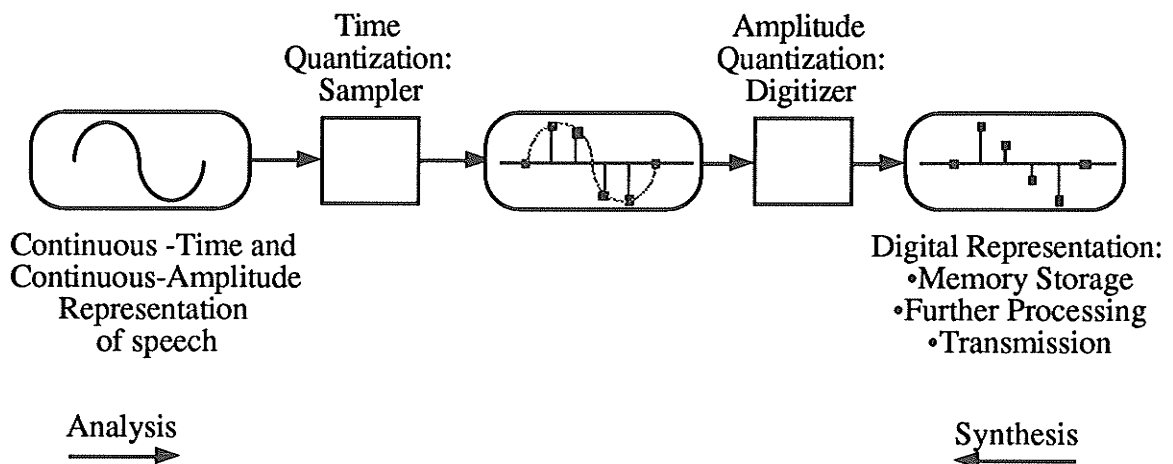 Time
Quantization:
Sampler
Amplitude
Quantization:
Digitizer
Continuous -Time and
Continuous-Amplitude
Representation
of speech
Digital Representation:
•Memory Storage
•Further Processing
•Transmission
Analysis
Synthesis